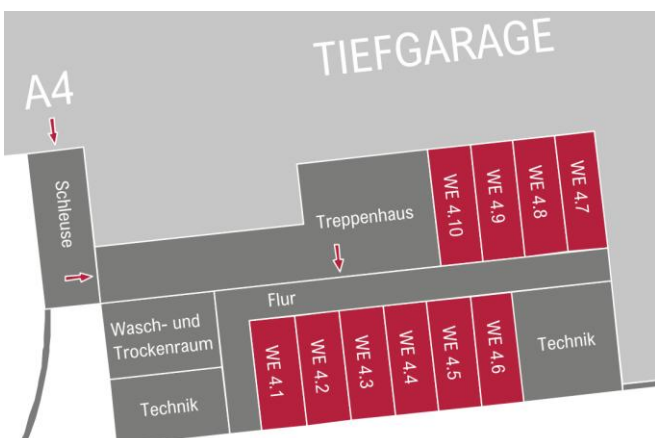 TIEFGARAGE
A4
Schleuse
Treppenhaus
WE 4.10
WE 4.9
WE 4.8
WE 4.7
Flur
Wasch- und
Trockenraum
Technik
WE 4.1
WE 4.2
WE 4.3
WE 4.4
WE 4.5
WE 4.6
Technik